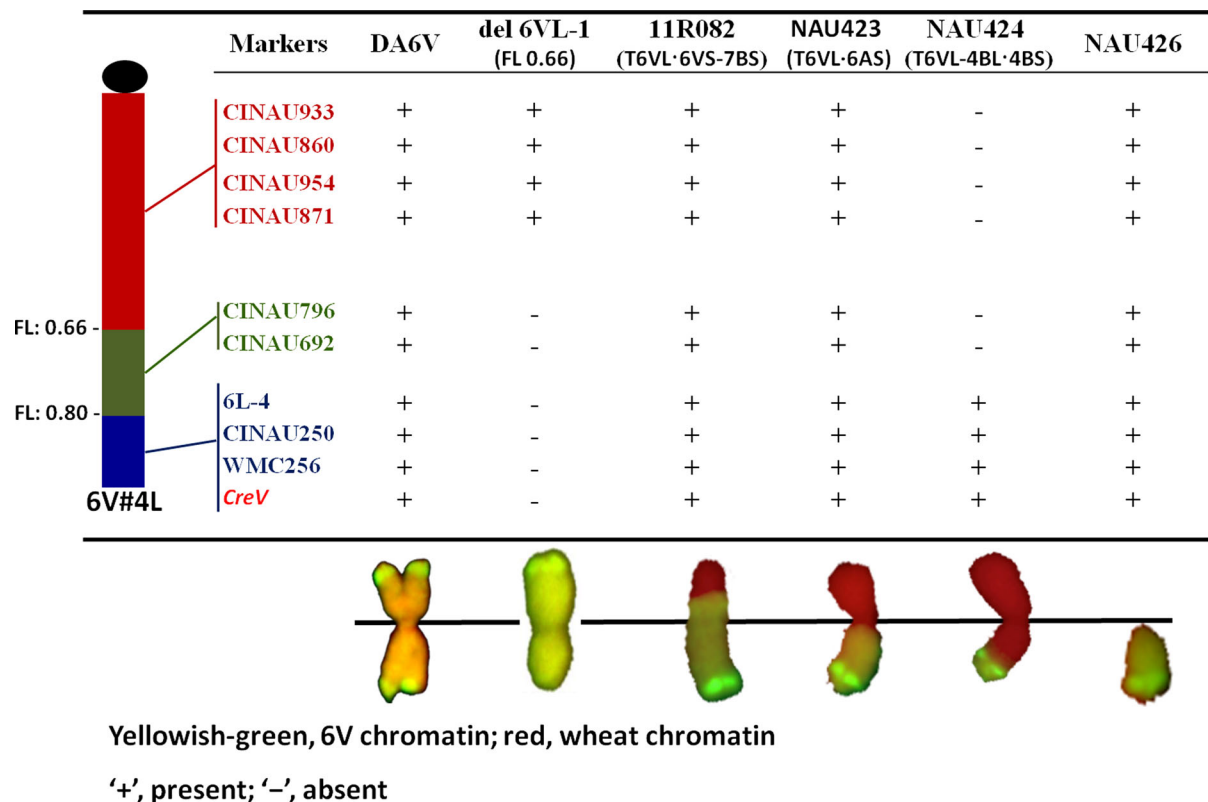 Markers DA6V del 6VL-1 11R082 NAU423 NAU424 NAU426
(FL 0.66) (T6VL·6VS-7BS) (T6VL·6AS) (T6VL-4BL·4BS)
CINAU933 + + + + - +
CINAU860 + + + + - +
CINAU954 + + + + - +
CINAU871 + + + + - +
CINAU796 + - + + - +
FL: 0.66 -
CINAU692 + - + + - +
6L-4 + - + + + +
FL: 0.80 -
CINAU250 + - + + + +
WMC256 + - + + + +
CreV + - + + + +
6V#4L
Yellowish-green, 6V chromatin; red, wheat chromatin
‘+’, present; ‘−’, absent